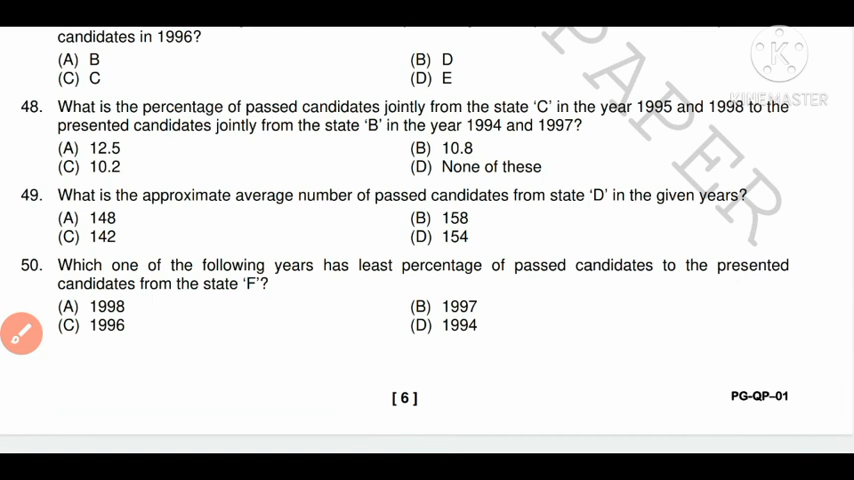 candidates in 1996?
(A) B (B) D
(C) C (D) E
48. What is the percentage of passed candidates jointly from the state ‘C’ in the year 1995 and 1998 to the
presented candidates jointly from the state ‘B’ in the year 1994 and 1997?
(A) 12.5 (B) 10.8
(C) 10.2 (D) None of these
49. What is the approximate average number of passed candidates from state ‘D’ in the given years?
(A) 148 (B) 158
(C) 142 (D) 154
50. Which one of the following years has least percentage of passed candidates to the presented
candidates from the state ‘F’?
(A) 1998 (B) 1997
(C) 1996 (D) 1994
[ 6 ] PG-QP–01
PAPER
K
KINEMASTER